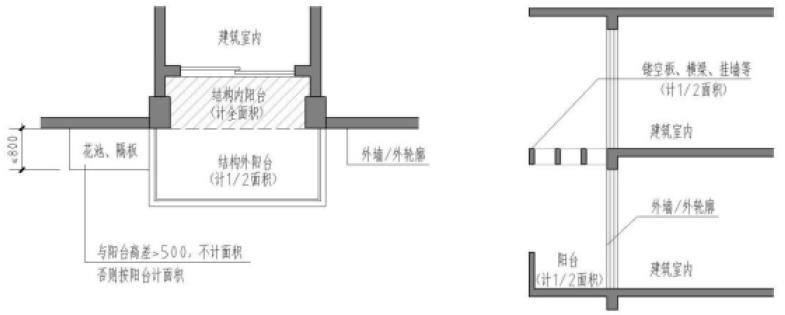 建筑室内
结构内阳台
(计全面积)
≤800
花池、隔板
结构外阳台
(计1/2面积)
外墙/外轮廓
与阳台高差>500，不计面积
否则按阳台计面积
镂空板、横梁、挂墙等
(计1/2面积)
建筑室内
外墙/外轮廓
阳台
(计1/2面积)
建筑室内